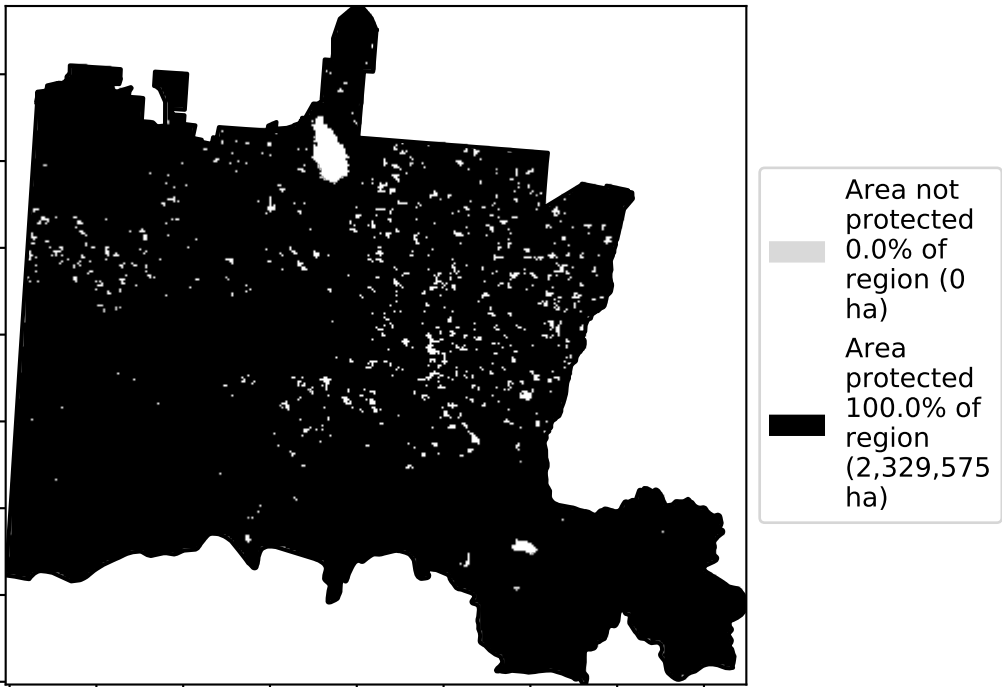 Area not
protected
0.0% of
region (0
ha)
Area
protected
100.0% of
region
(2,329,575
ha)